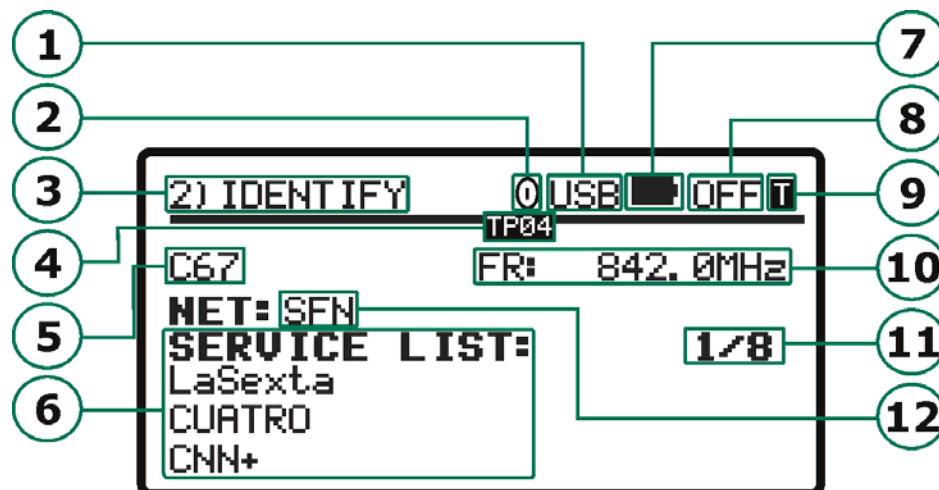 1
7
2
8
3
2) IDENTIFY USB OFF T
9
TP04
4
C67
FR: 842.0MHz
10
NET: SFN
5
SERVICE LIST:
1/8
11
LaSexta
6
CUATRO
12
CNN+